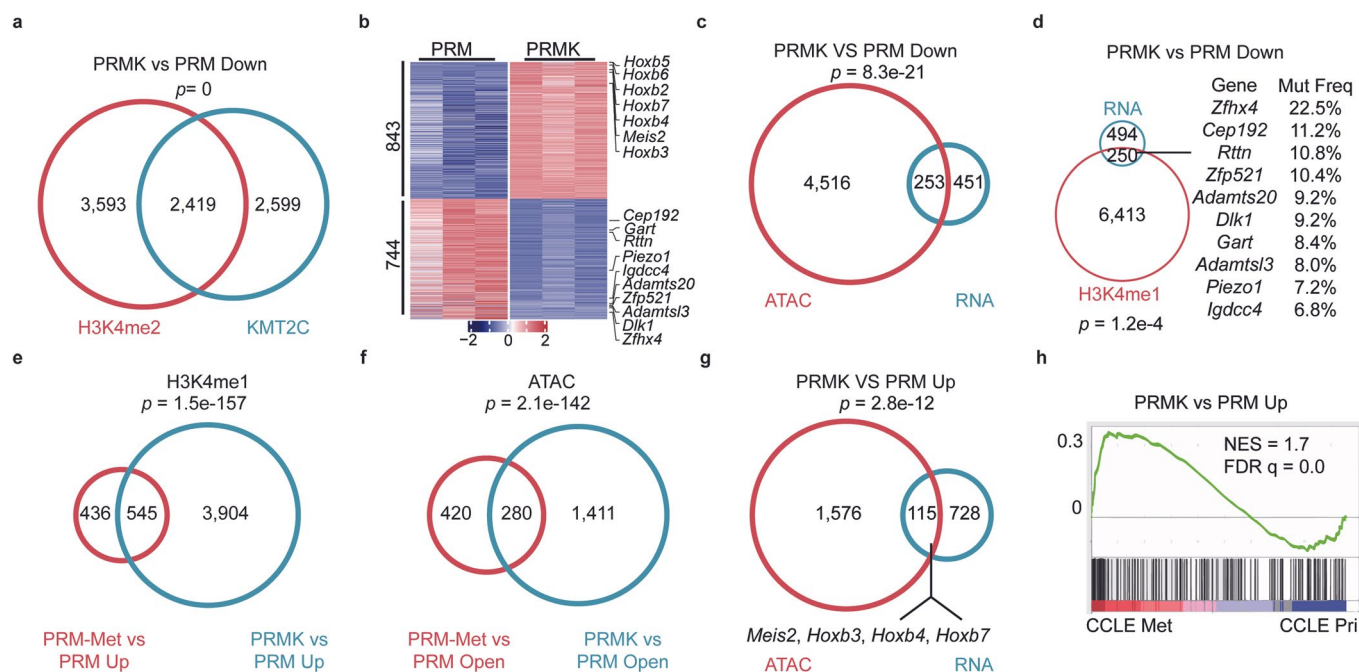 a
PRMK vs PRM Down
p= 0
3,593
2,419
2,599
H3K4me2
KMT2C
b
PRM
PRMK
843
744
Hoxb5
Hoxb6
Hoxb2
Hoxb7
Hoxb4
Meis2
Hoxb3
Cep192
Gart
Rttn
Piezo1
Igdcc4
Adamts20
Zfp521
Adamtsl3
Dlk1
Zfhx4
−2 0 2
c
PRMK VS PRM Down
p = 8.3e-21
4,516
253
451
ATAC
RNA
d
PRMK vs PRM Down
RNA
494
250
6,413
H3K4me1
p = 1.2e-4
Gene Mut Freq
Zfhx4 22.5%
Cep192 11.2%
Rttn 10.8%
Zfp521 10.4%
Adamts20 9.2%
Dlk1 9.2%
Gart 8.4%
Adamtsl3 8.0%
Piezo1 7.2%
Igdcc4 6.8%
e
H3K4me1
p = 1.5e-157
436
545
3,904
PRM-Met vs
PRM Up
PRMK vs
PRM Up
f
ATAC
p = 2.1e-142
420
280
1,411
PRM-Met vs
PRM Open
PRMK vs
PRM Open
g
PRMK VS PRM Up
p = 2.8e-12
1,576
115
728
Meis2, Hoxb3, Hoxb4, Hoxb7
ATAC
RNA
h
PRMK vs PRM Up
0.3
0
NES = 1.7
FDR q = 0.0
CCLE Met
CCLE Pri